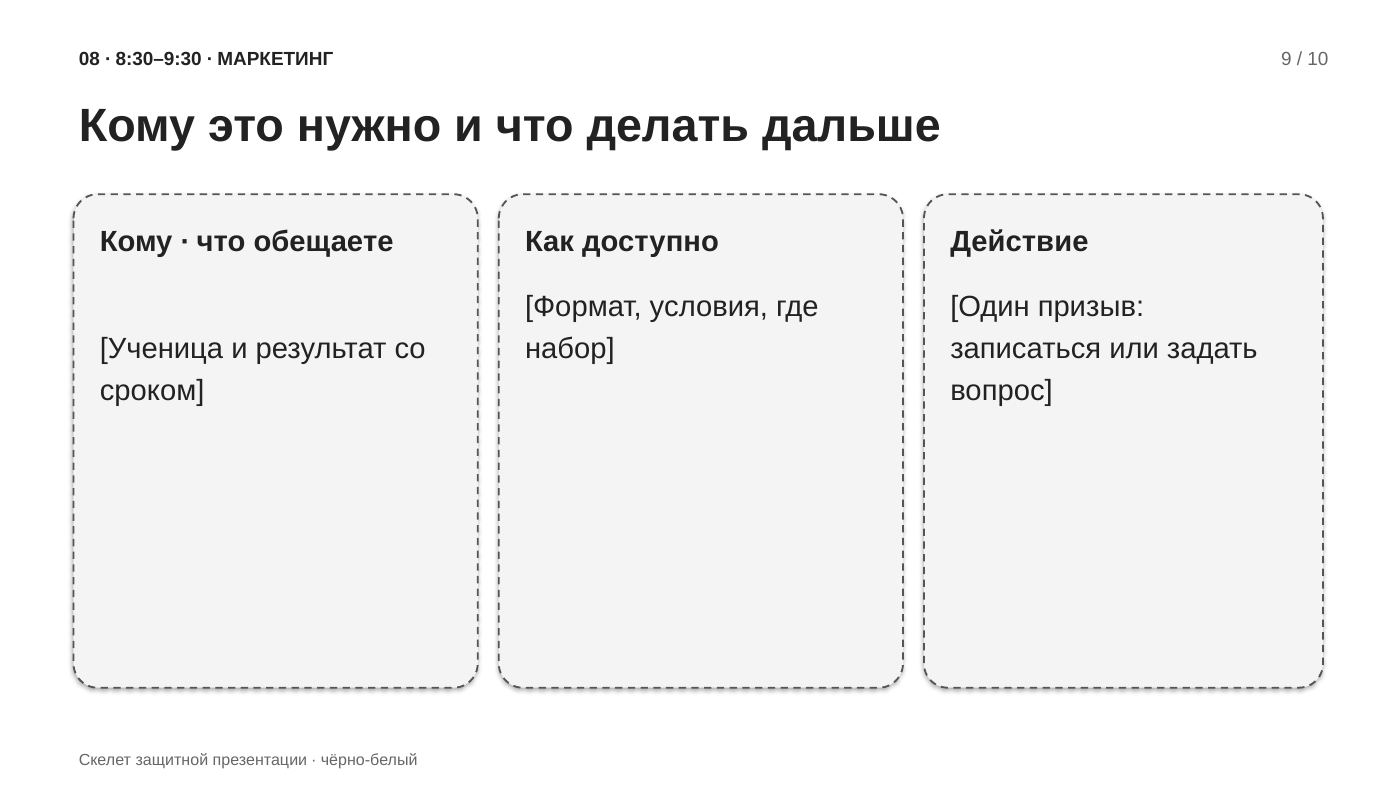 08 · 8:30–9:30 · МАРКЕТИНГ
9 / 10
Кому это нужно и что делать дальше
Кому · что обещаете
[Ученица и результат со
сроком]
Как доступно
[Формат, условия, где
набор]
Действие
[Один призыв:
записаться или задать
вопрос]
Скелет защитной презентации · чёрно-белый